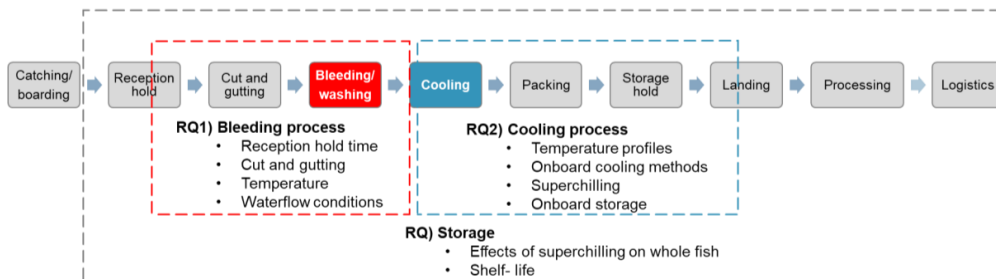 Catching/
boarding
Reception
hold
Cut and
gutting
Bleeding/
washing
Cooling
Packing
Storage
hold
Landing
Processing
Logistics
RQ1) Bleeding process
• Reception hold time
• Cut and gutting
• Temperature
• Waterflow conditions
RQ2) Cooling process
• Temperature profiles
• Onboard cooling methods
• Superchilling
• Onboard storage
RQ) Storage
• Effects of superchilling on whole fish
• Shelf- life